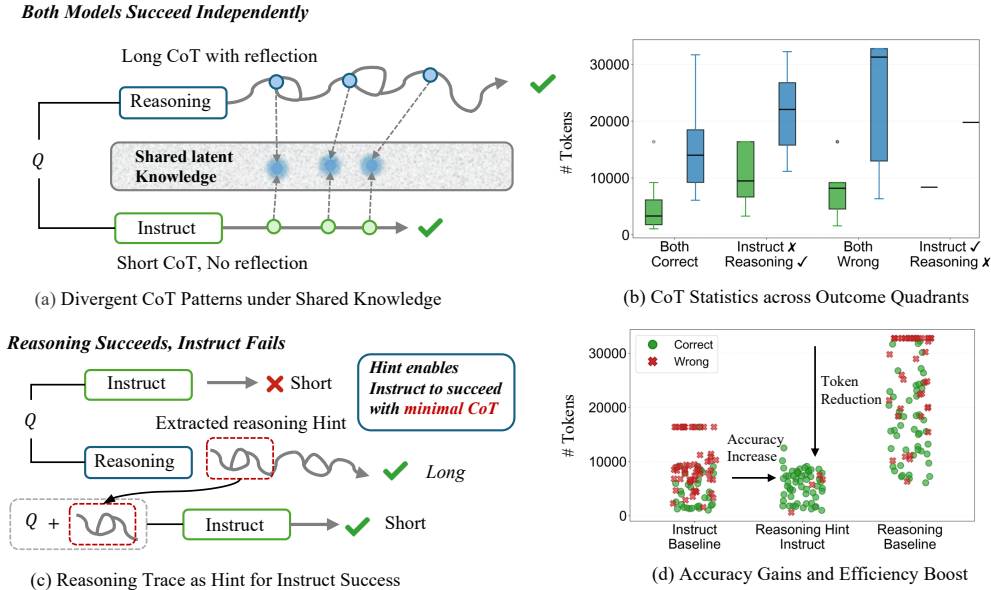 Both Models Succeed Independently
Long CoT with reflection
Reasoning
Q
Shared latent
Knowledge
Instruct
Short CoT, No reflection
(a) Divergent CoT Patterns under Shared Knowledge
# Tokens
30000
20000
10000
0
Both
Correct
Instruct ✗
Reasoning ✓
Both
Wrong
Instruct ✓
Reasoning ✗
(b) CoT Statistics across Outcome Quadrants
Reasoning Succeeds, Instruct Fails
Instruct
Short
Hint enables
Instruct to succeed
with minimal CoT
Q
Extracted reasoning Hint
Reasoning
Long
Q +
Instruct
Short
(c) Reasoning Trace as Hint for Instruct Success
# Tokens
30000
20000
10000
0
Correct
Wrong
Token
Reduction
Accuracy
Increase
Instruct
Baseline
Reasoning Hint
Instruct
Reasoning
Baseline
(d) Accuracy Gains and Efficiency Boost